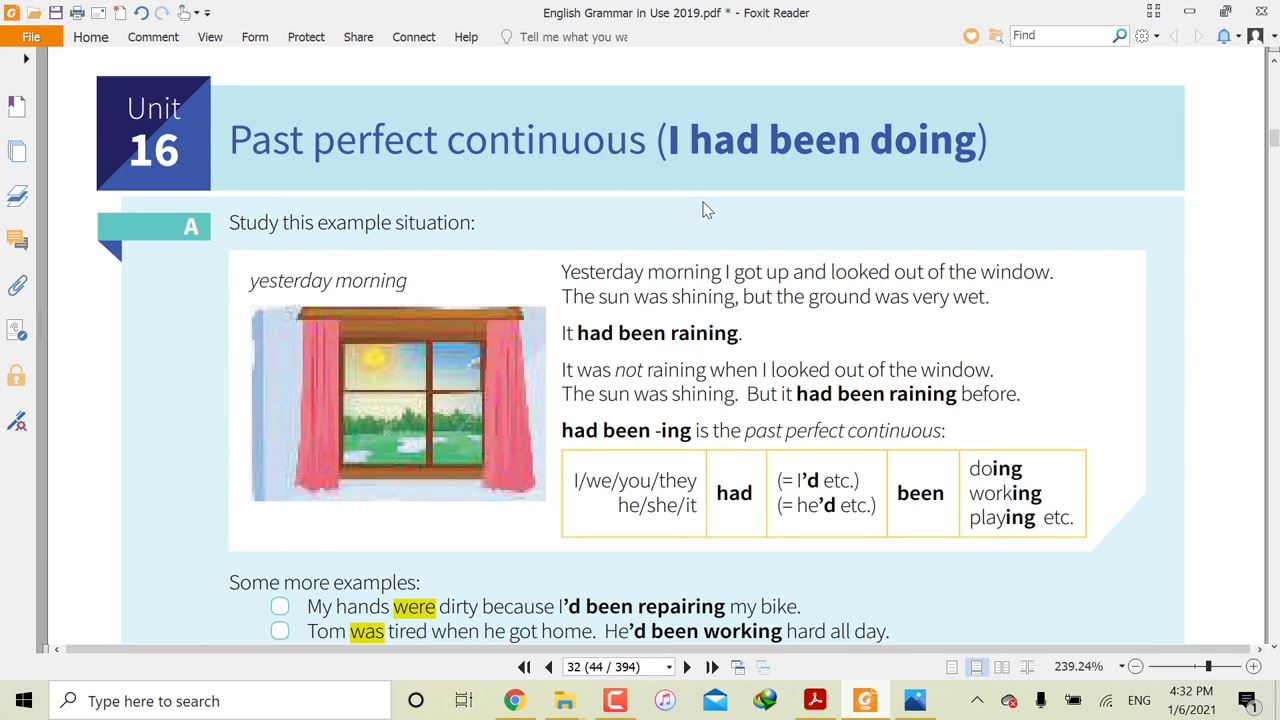 English Grammar in Use 2019.pdf * - Foxit Reader
File Home Comment View Form Protect Share Connect Help Tell me what you wa Find
Unit
16
Past perfect continuous (I had been doing)
A
Study this example situation:
yesterday morning
Yesterday morning I got up and looked out of the window.
The sun was shining, but the ground was very wet.
It had been raining.
It was not raining when I looked out of the window.
The sun was shining. But it had been raining before.
had been -ing is the past perfect continuous:
I/we/you/they
he/she/it
had
(= I’d etc.)
(= he’d etc.)
been
doing
working
playing etc.
Some more examples:
My hands were dirty because I’d been repairing my bike.
Tom was tired when he got home. He’d been working hard all day.
32 (44 / 394) 239.24%
Type here to search
ENG
4:32 PM
1/6/2021
1